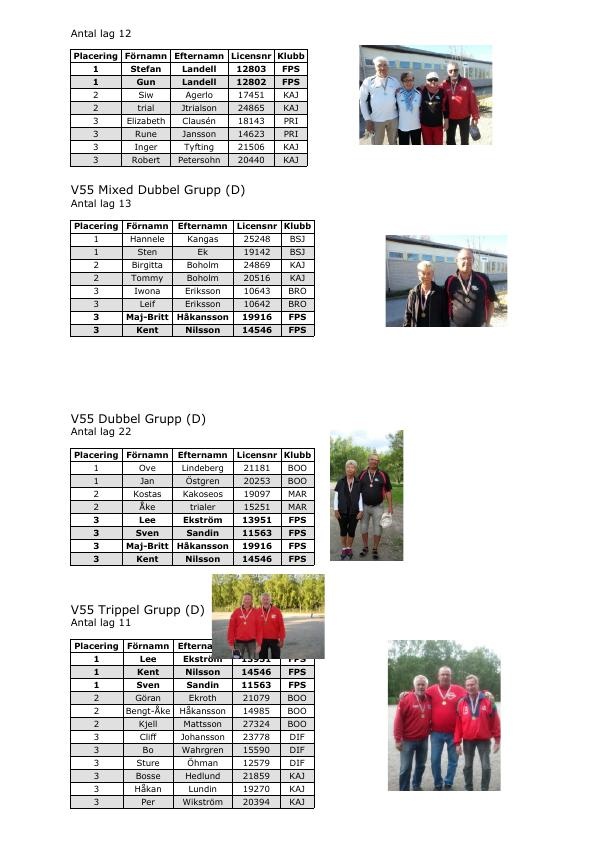 Antal lag 12
Placering Förnamn Efternamn Licensnr Klubb
1 Stefan Landell 12803 FPS
1 Gun Landell 12802 FPS
2 Siw Agerlo 17451 KAJ
2 trial Jtrialson 24865 KAJ
3 Elizabeth Clausén 18143 PRI
3 Rune Jansson 14623 PRI
3 Inger Tyfting 21506 KAJ
3 Robert Petersohn 20440 KAJ
V55 Mixed Dubbel Grupp (D)
Antal lag 13
Placering Förnamn Efternamn Licensnr Klubb
1 Hannele Kangas 25248 BSJ
1 Sten Ek 19142 BSJ
2 Birgitta Boholm 24869 KAJ
2 Tommy Boholm 20516 KAJ
3 Iwona Eriksson 10643 BRO
3 Leif Eriksson 10642 BRO
3 Maj-Britt Håkansson 19916 FPS
3 Kent Nilsson 14546 FPS
V55 Dubbel Grupp (D)
Antal lag 22
Placering Förnamn Efternamn Licensnr Klubb
1 Ove Lindeberg 21181 BOO
1 Jan Östgren 20253 BOO
2 Kostas Kakoseos 19097 MAR
2 Åke trialer 15251 MAR
3 Lee Ekström 13951 FPS
3 Sven Sandin 11563 FPS
3 Maj-Britt Håkansson 19916 FPS
3 Kent Nilsson 14546 FPS
V55 Trippel Grupp (D)
Antal lag 11
Placering Förnamn Efterna
1 Lee Ekström 13951 FPS
1 Kent Nilsson 14546 FPS
1 Sven Sandin 11563 FPS
2 Göran Ekroth 21079 BOO
2 Bengt-Åke Håkansson 14985 BOO
2 Kjell Mattsson 27324 BOO
3 Cliff Johansson 23778 DIF
3 Bo Wahrgren 15590 DIF
3 Sture Öhman 12579 DIF
3 Bosse Hedlund 21859 KAJ
3 Håkan Lundin 19270 KAJ
3 Per Wikström 20394 KAJ